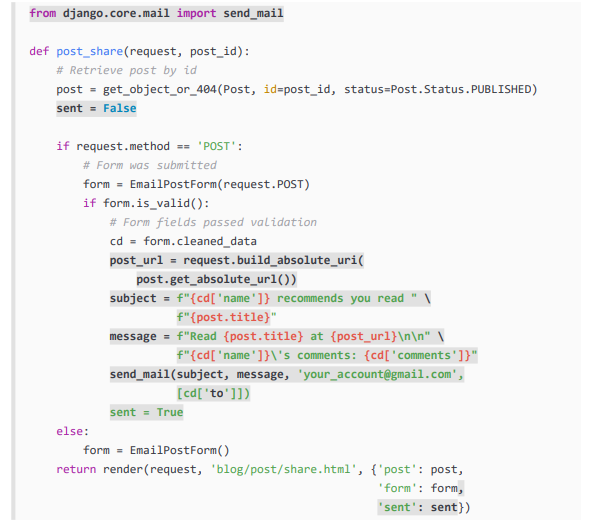 from django.core.mail import send_mail

def post_share(request, post_id):
    # Retrieve post by id
    post = get_object_or_404(Post, id=post_id, status=Post.Status.PUBLISHED)
    sent = False

    if request.method == 'POST':
        # Form was submitted
        form = EmailPostForm(request.POST)
        if form.is_valid():
            # Form fields passed validation
            cd = form.cleaned_data
            post_url = request.build_absolute_uri(
                post.get_absolute_url())
            subject = f"{cd['name']} recommends you read " \
                      f"{post.title}"
            message = f"Read {post.title} at {post_url}\n\n" \
                      f"{cd['name']}\'s comments: {cd['comments']}"
            send_mail(subject, message, 'your_account@gmail.com',
                      [cd['to']])
            sent = True
    else:
        form = EmailPostForm()
    return render(request, 'blog/post/share.html', {'post': post,
                                                    'form': form,
                                                    'sent': sent})